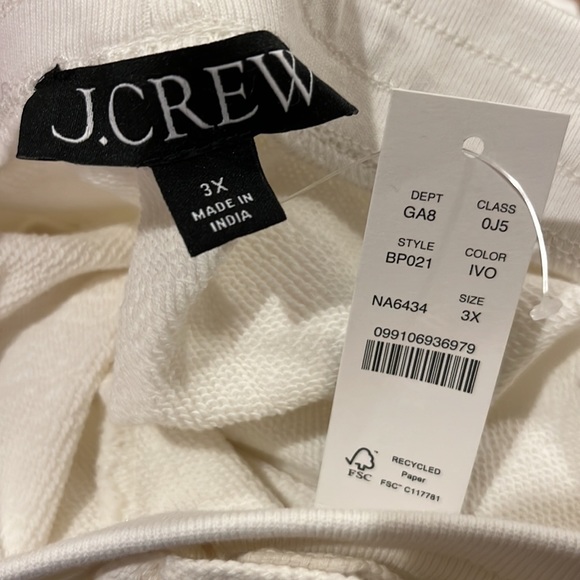 J.CREW
3X
MADE IN
INDIA
DEPT CLASS
GA8 0J5
STYLE COLOR
BP021 IVO
NA6434 SIZE
3X
099106936979
FSC
RECYCLED
Paper
FSC™ C117781